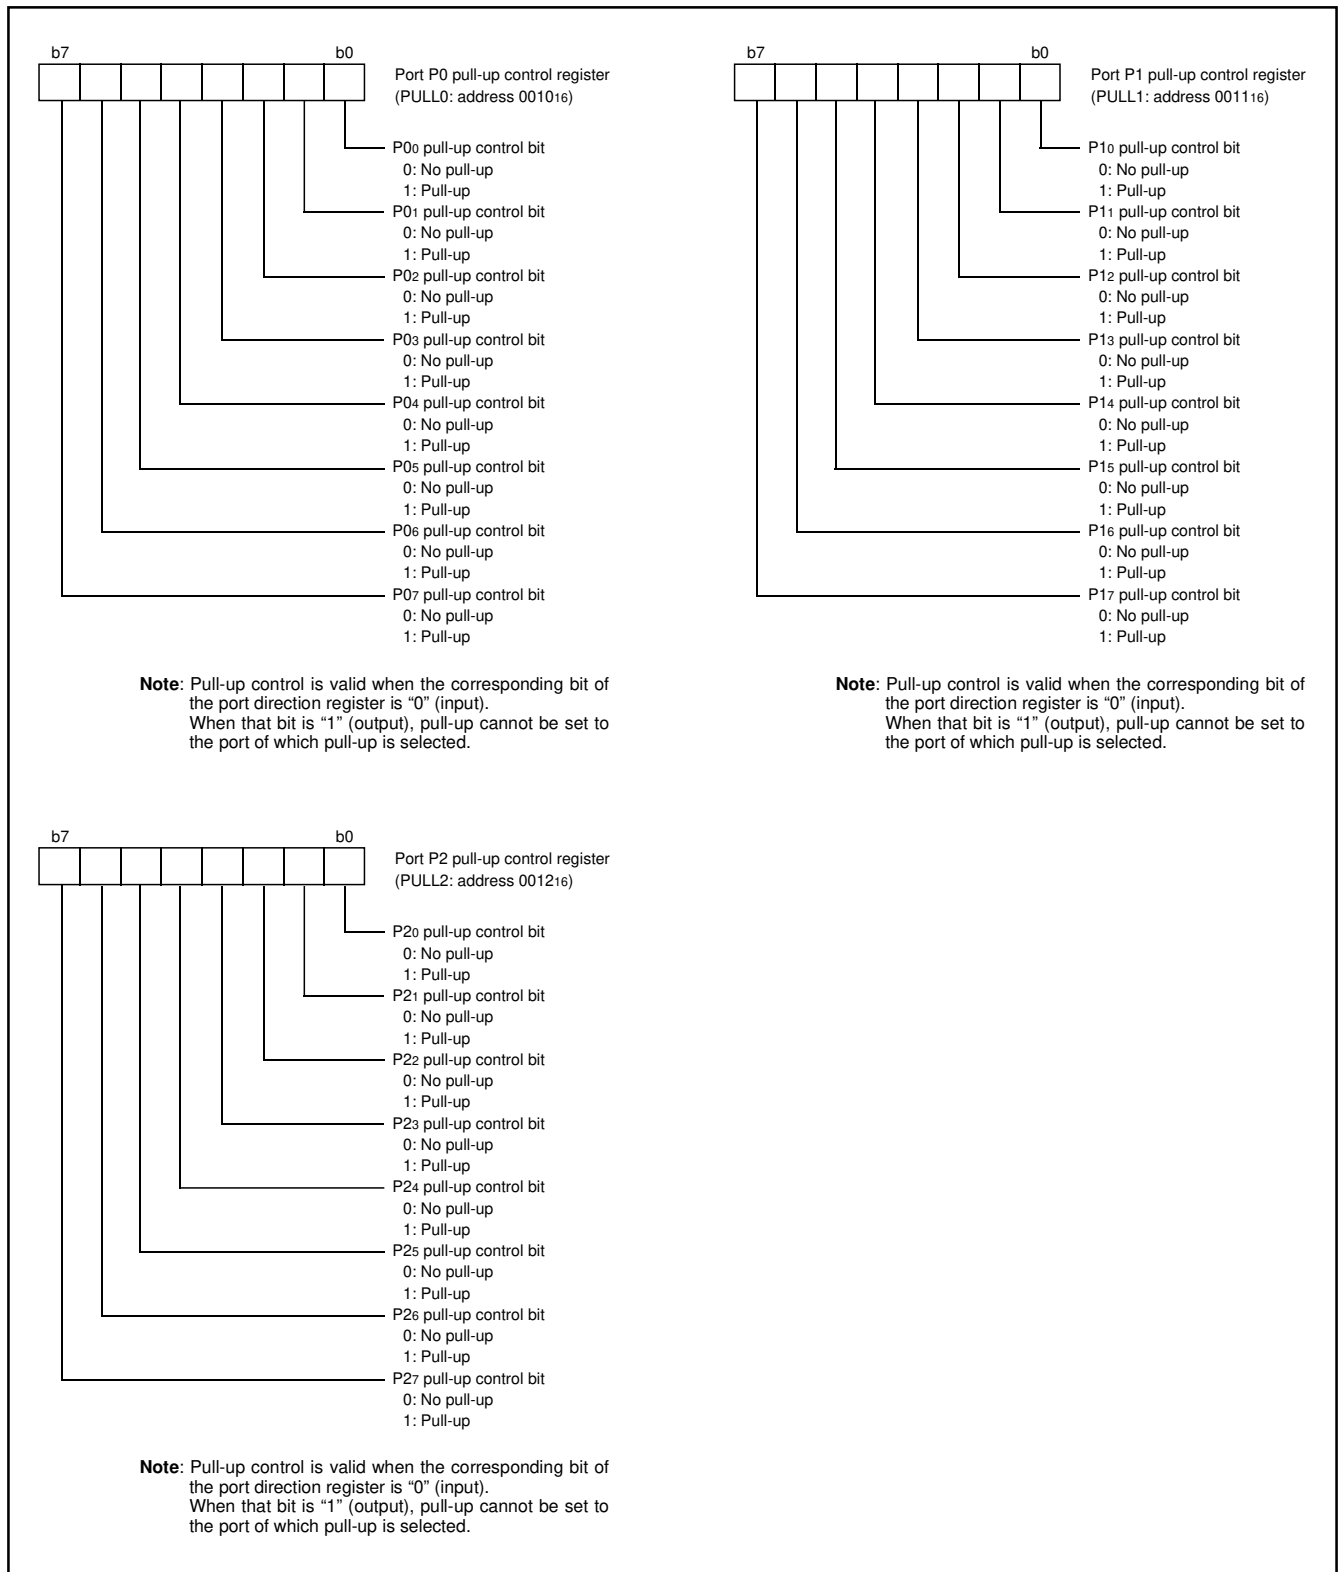 b7 b0
Port P0 pull-up control register
(PULL0: address 001016)
P00 pull-up control bit
0: No pull-up
1: Pull-up
P01 pull-up control bit
0: No pull-up
1: Pull-up
P02 pull-up control bit
0: No pull-up
1: Pull-up
P03 pull-up control bit
0: No pull-up
1: Pull-up
P04 pull-up control bit
0: No pull-up
1: Pull-up
P05 pull-up control bit
0: No pull-up
1: Pull-up
P06 pull-up control bit
0: No pull-up
1: Pull-up
P07 pull-up control bit
0: No pull-up
1: Pull-up
Note: Pull-up control is valid when the corresponding bit of
the port direction register is “0” (input).
When that bit is “1” (output), pull-up cannot be set to
the port of which pull-up is selected.
b7 b0
Port P1 pull-up control register
(PULL1: address 001116)
P10 pull-up control bit
0: No pull-up
1: Pull-up
P11 pull-up control bit
0: No pull-up
1: Pull-up
P12 pull-up control bit
0: No pull-up
1: Pull-up
P13 pull-up control bit
0: No pull-up
1: Pull-up
P14 pull-up control bit
0: No pull-up
1: Pull-up
P15 pull-up control bit
0: No pull-up
1: Pull-up
P16 pull-up control bit
0: No pull-up
1: Pull-up
P17 pull-up control bit
0: No pull-up
1: Pull-up
Note: Pull-up control is valid when the corresponding bit of
the port direction register is “0” (input).
When that bit is “1” (output), pull-up cannot be set to
the port of which pull-up is selected.
b7 b0
Port P2 pull-up control register
(PULL2: address 001216)
P20 pull-up control bit
0: No pull-up
1: Pull-up
P21 pull-up control bit
0: No pull-up
1: Pull-up
P22 pull-up control bit
0: No pull-up
1: Pull-up
P23 pull-up control bit
0: No pull-up
1: Pull-up
P24 pull-up control bit
0: No pull-up
1: Pull-up
P25 pull-up control bit
0: No pull-up
1: Pull-up
P26 pull-up control bit
0: No pull-up
1: Pull-up
P27 pull-up control bit
0: No pull-up
1: Pull-up
Note: Pull-up control is valid when the corresponding bit of
the port direction register is “0” (input).
When that bit is “1” (output), pull-up cannot be set to
the port of which pull-up is selected.